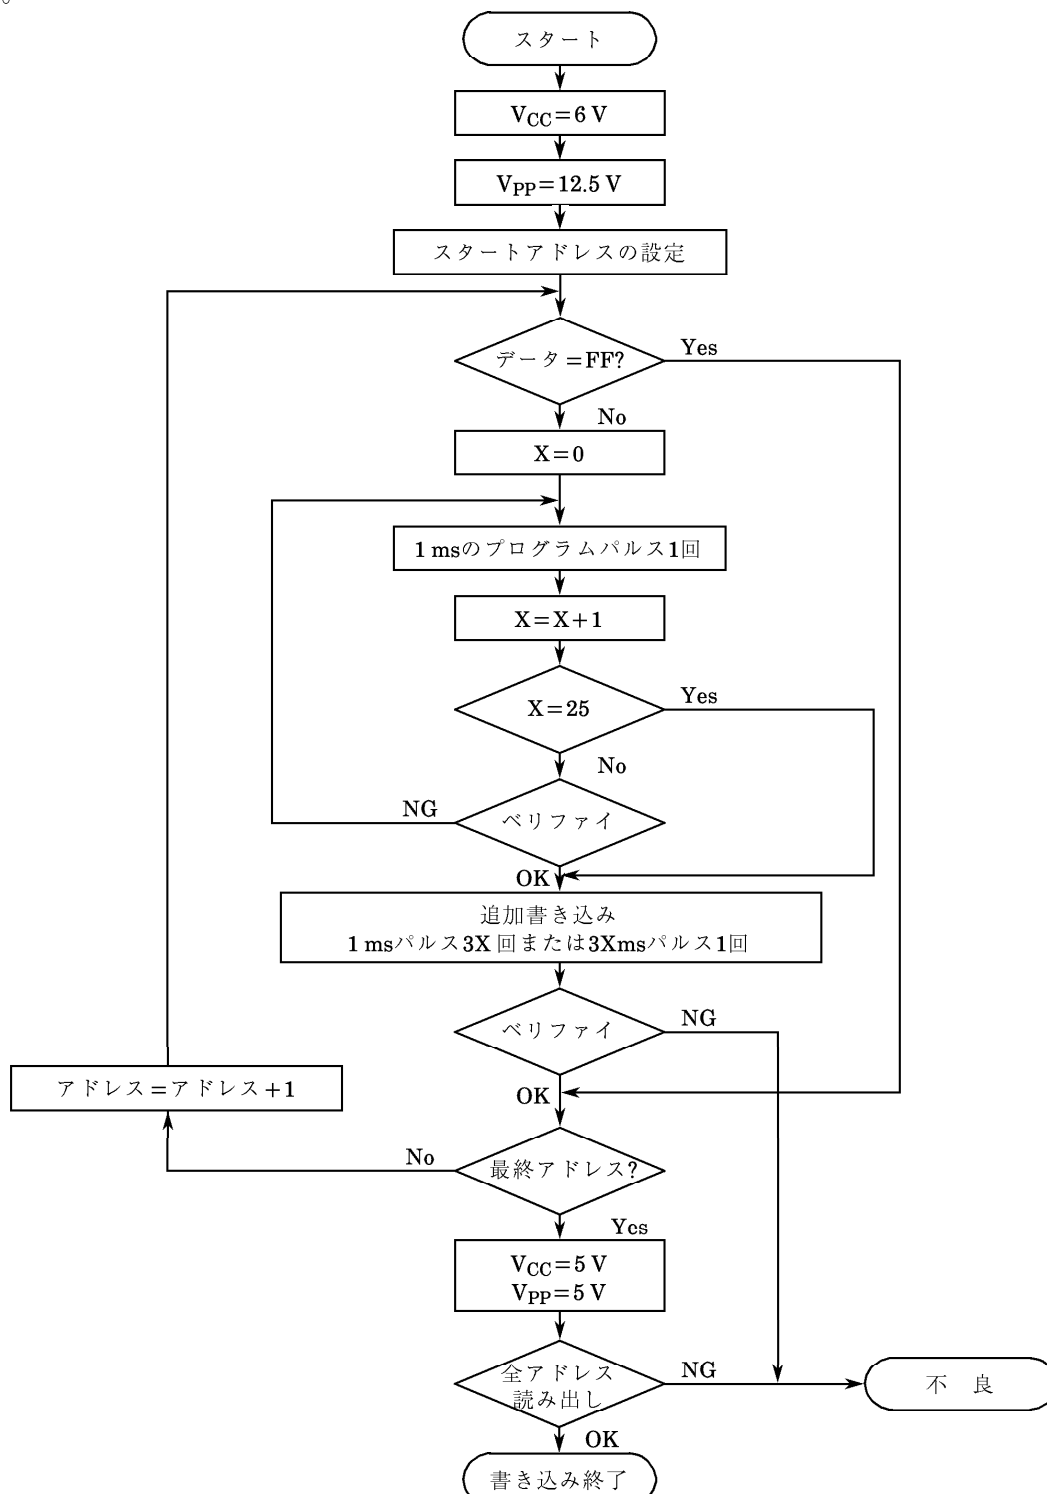 。
スタート
VCC=6 V
VPP=12.5 V
スタートアドレスの設定
データ=FF?
Yes
No
X=0
1 msのプログラムパルス1回
X=X+1
X=25
Yes
No
ベリファイ
NG
OK
追加書き込み
1 msパルス3X回または3Xmsパルス1回
ベリファイ
NG
アドレス=アドレス+1
OK
最終アドレス?
No
Yes
VCC=5 V
VPP=5 V
全アドレス
読み出し
NG
不 良
OK
書き込み終了